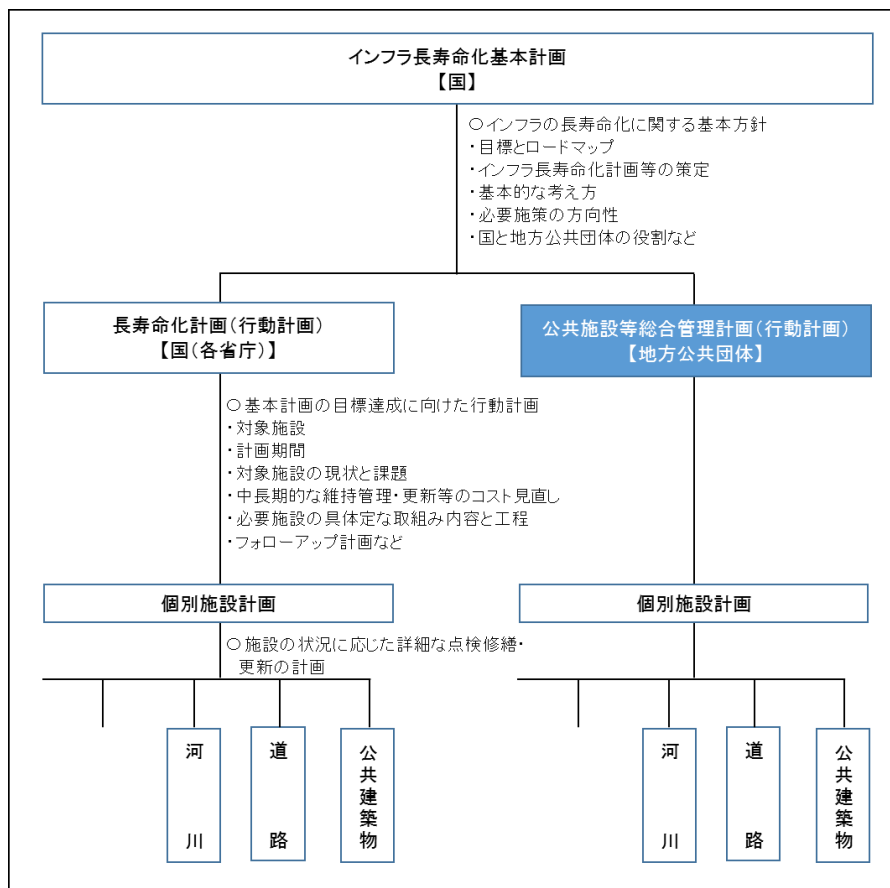 インフラ長寿命化基本計画
【国】
○インフラの長寿命化に関する基本方針
・目標とロードマップ
・インフラ長寿命化計画等の策定
・基本的な考え方
・必要施策の方向性
・国と地方公共団体の役割など
長寿命化計画(行動計画)
【国(各省庁)】
公共施設等総合管理計画(行動計画)
【地方公共団体】
○基本計画の目標達成に向けた行動計画
・対象施設
・計画期間
・対象施設の現状と課題
・中長期的な維持管理・更新等のコスト見直し
・必要施設の具体定な取組み内容と工程
・フォローアップ計画など
個別施設計画
個別施設計画
○施設の状況に応じた詳細な点検修繕・
更新の計画
河川
道路
公共建築物
河川
道路
公共建築物